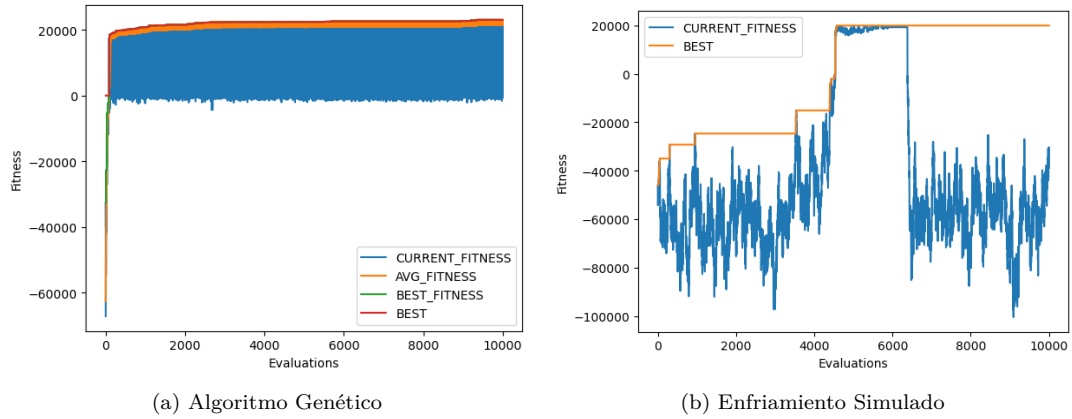 20000
0
−20000
−40000
−60000
Fitness
0
2000
4000
6000
8000
10000
Evaluations
CURRENT_FITNESS
AVG_FITNESS
BEST_FITNESS
BEST
(a) Algoritmo Genético
20000
0
−20000
−40000
−60000
−80000
−100000
Fitness
0
2000
4000
6000
8000
10000
Evaluations
CURRENT_FITNESS
BEST
(b) Enfriamiento Simulado